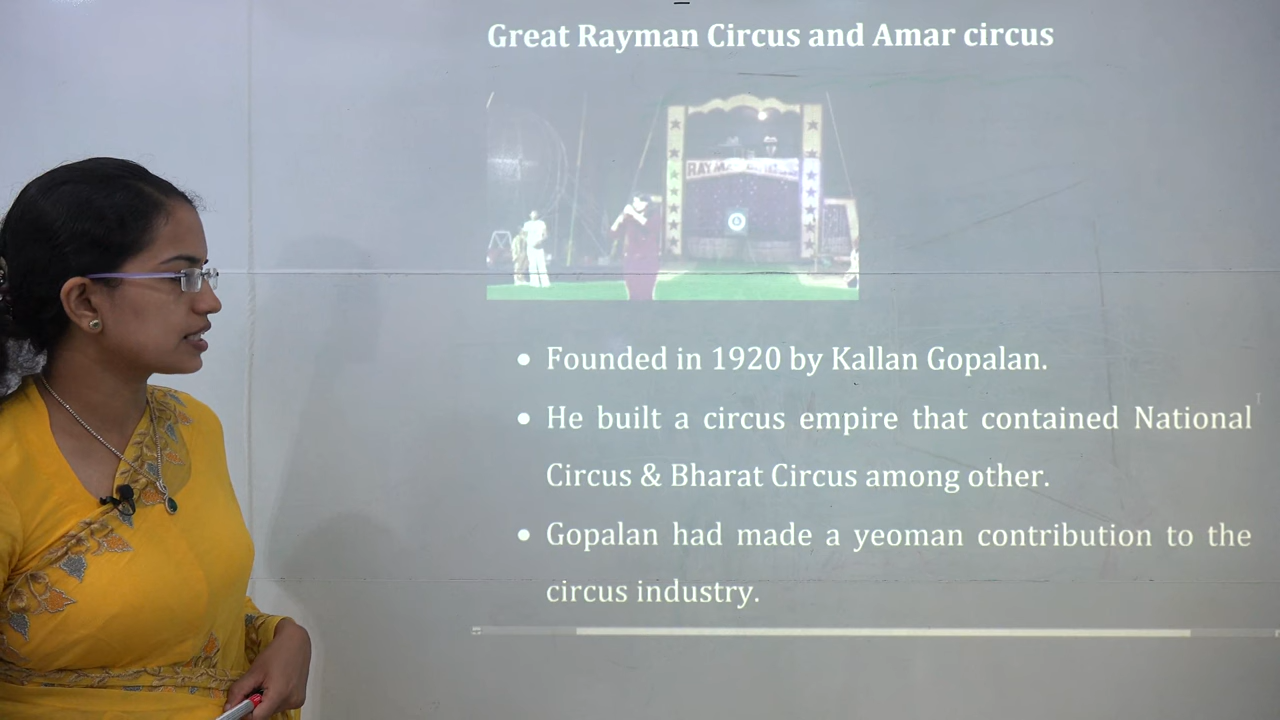 Great Rayman Circus and Amar circus
• Founded in 1920 by Kallan Gopalan.
• He built a circus empire that contained National
Circus & Bharat Circus among other.
• Gopalan had made a yeoman contribution to the
circus industry.